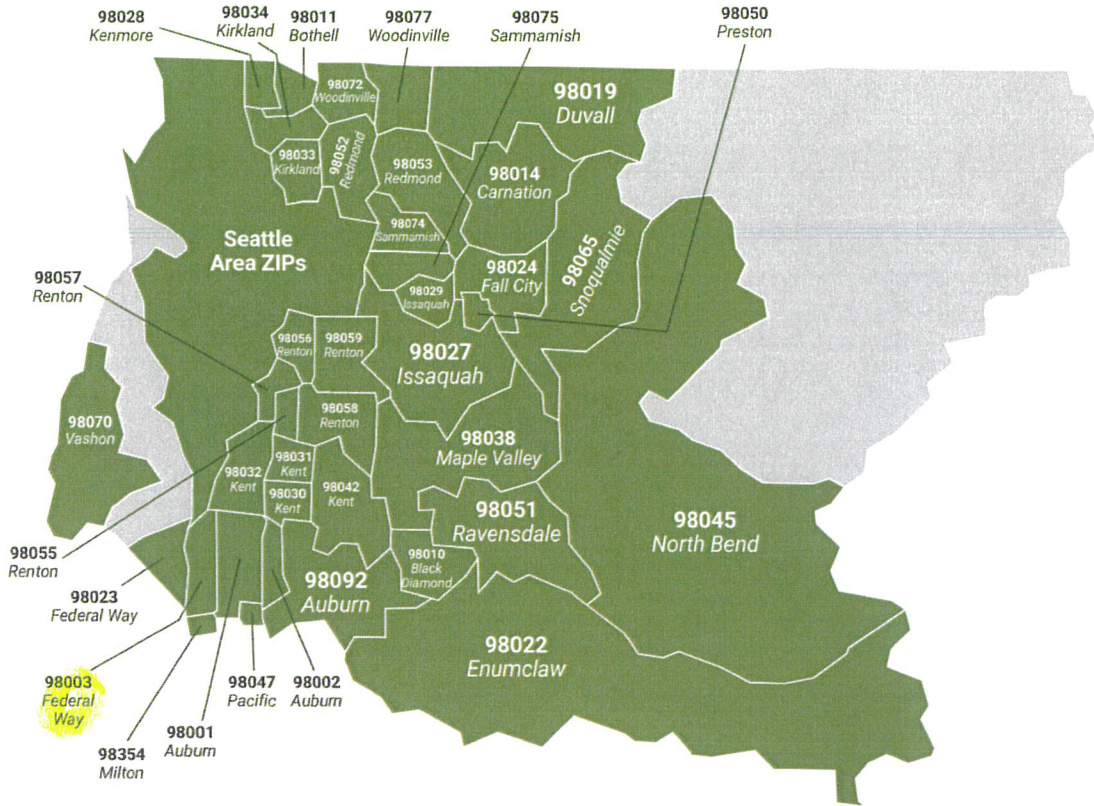 98028
Kenmore
98034
Kirkland
98011
Bothell
98077
Woodinville
98075
Sammamish
98050
Preston
98072
Woodinville
98019
Duvall
98033
Kirkland
98052
Redmond
98053
Redmond
98014
Carnation
98074
Sammamish
Seattle
Area ZIPs
98065
Snoqualmie
98024
Fall City
98057
Renton
98029
Issaquah
98056
Renton
98059
Renton
98027
Issaquah
98070
Vashon
98058
Renton
98038
Maple Valley
98031
Kent
98032
Kent
98030
Kent
98042
Kent
98051
Ravensdale
98045
North Bend
98055
Renton
98010
Black
Diamond
98023
Federal Way
98092
Auburn
98022
Enumclaw
98003
Federal
Way
98047
Pacific
98002
Auburn
98001
Auburn
98354
Milton